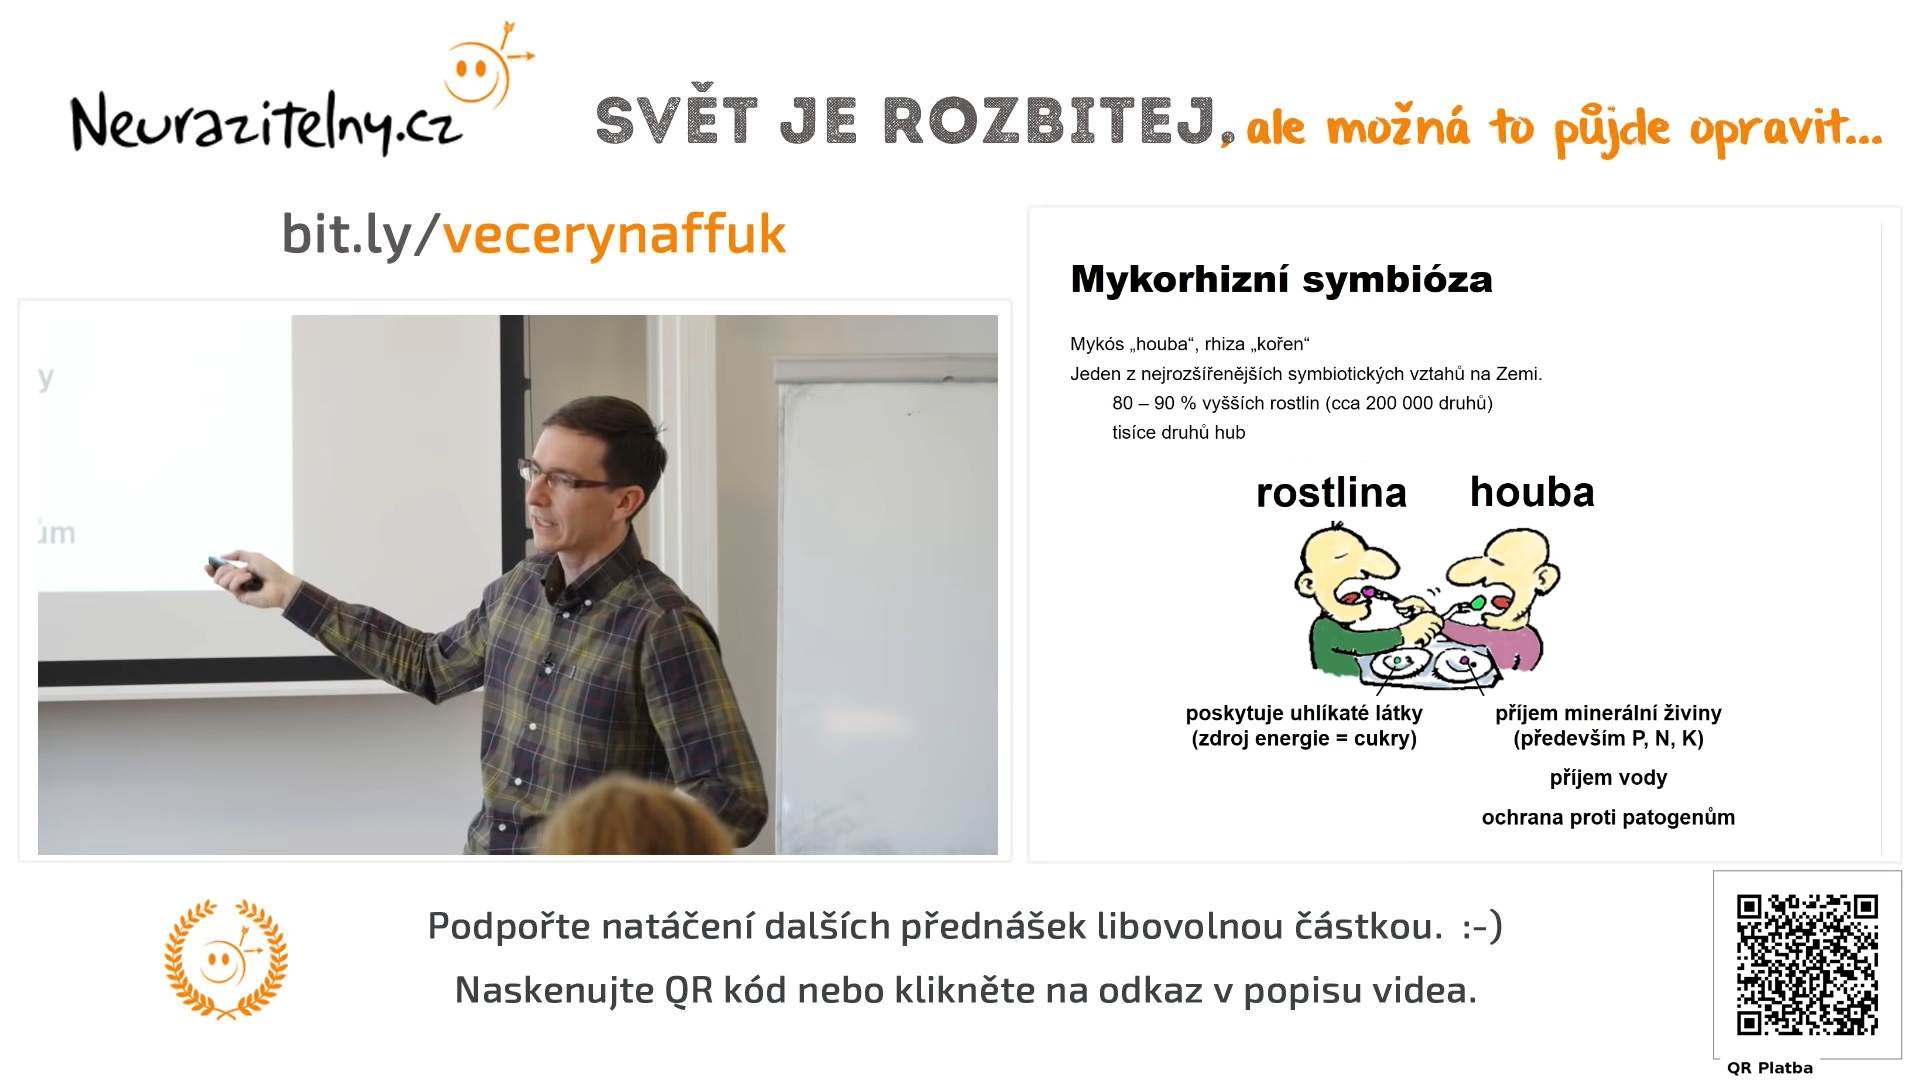 Neurazitelny.cz
SVĚT JE ROZBITEJ, ale možná to půjde opravit...
bit.ly/vecerynaffuk
y
ům
Mykorhizní symbióza
Mykós „houba“, rhiza „kořen“
Jeden z nejrozšířenějších symbiotických vztahů na Zemi.
80 – 90 % vyšších rostlin (cca 200 000 druhů)
tisíce druhů hub
rostlina houba
poskytuje uhlíkaté látky
(zdroj energie = cukry)
příjem minerální živiny
(především P, N, K)
příjem vody
ochrana proti patogenům
Podpořte natáčení dalších přednášek libovolnou částkou. :-)
Naskenujte QR kód nebo klikněte na odkaz v popisu videa.
QR Platba